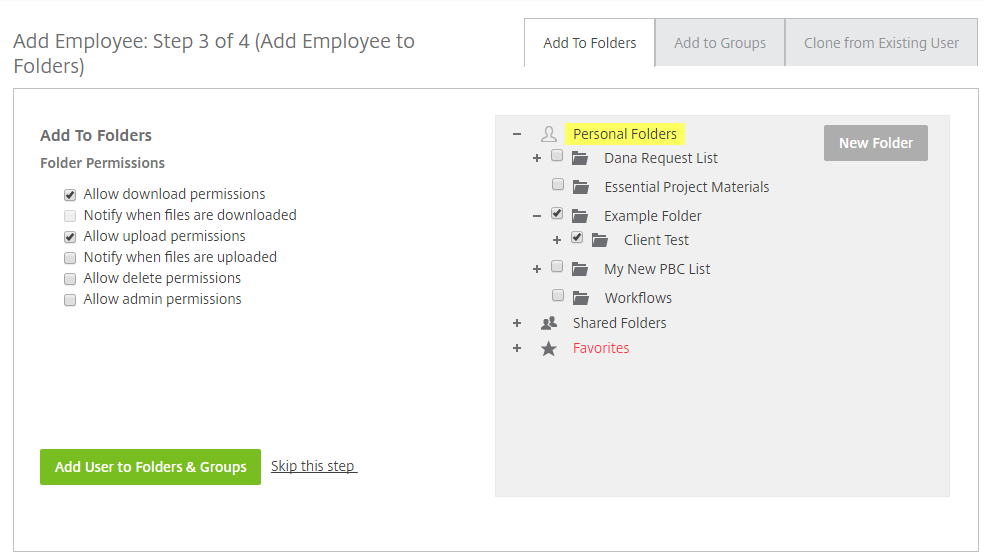 Add Employee: Step 3 of 4 (Add Employee to
Folders)
Add To Folders
Add to Groups
Clone from Existing User
Add To Folders
Folder Permissions
Allow download permissions
Notify when files are downloaded
Allow upload permissions
Notify when files are uploaded
Allow delete permissions
Allow admin permissions
Add User to Folders & Groups
Skip this step
Personal Folders
New Folder
Dana Request List
Essential Project Materials
Example Folder
Client Test
My New PBC List
Workflows
Shared Folders
Favorites